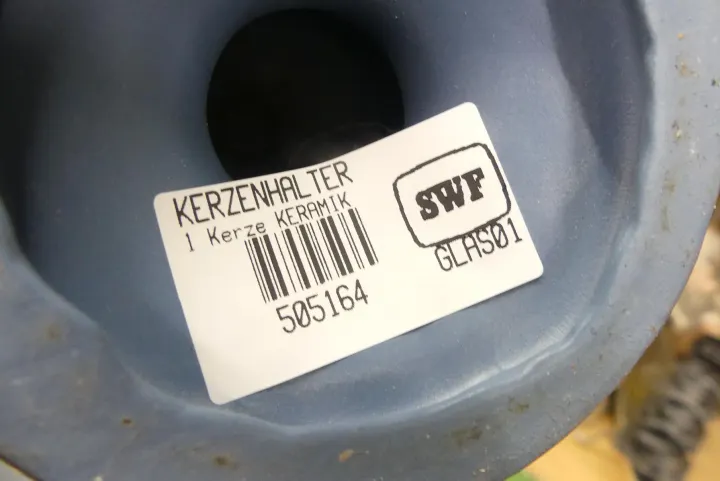 KERZENHALTER
1 Kerze KERAMIK
505164
SWF
GLAS01